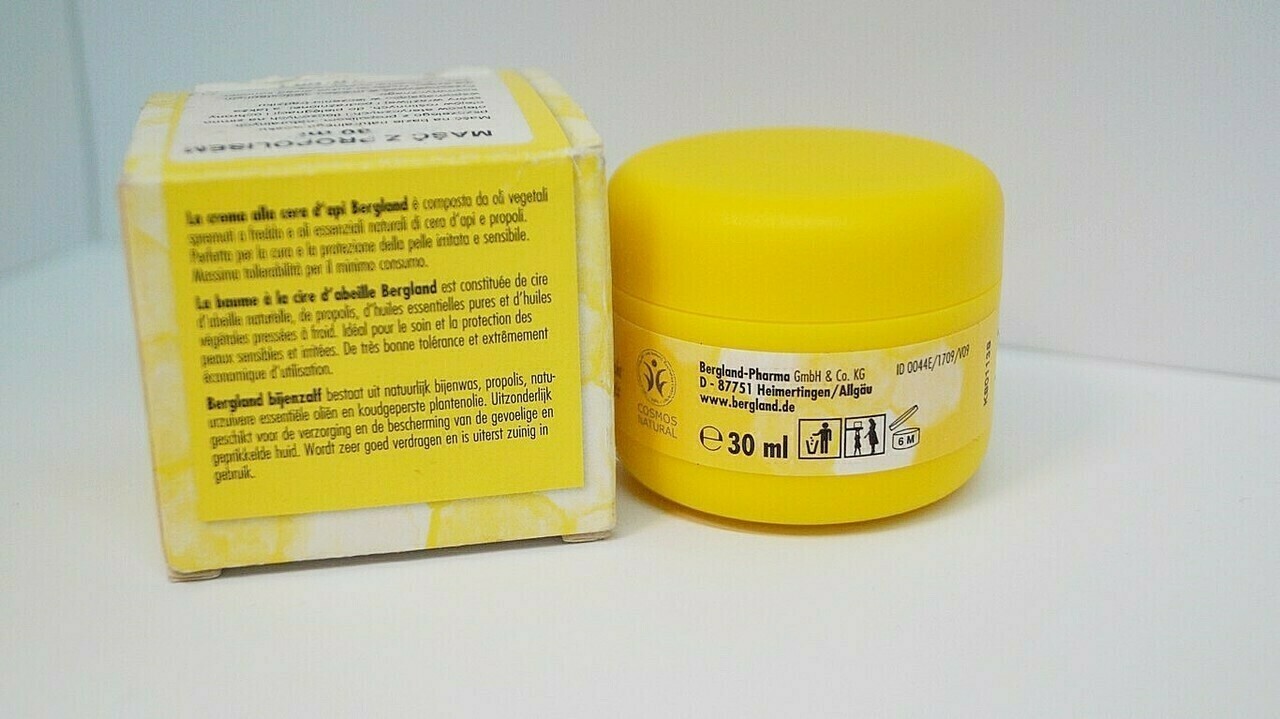 MAŚĆ Z PROPOLISEM
30 ml
La crema alla cera d'api Bergland è composta da oli vegetali
spremuti a freddo e oli essenziali naturali di cera d'api e propoli.
Perfetta per la cura e la protezione della pelle irritata e sensibile.
Massima tollerabilità per il minimo consumo.
Le baume à la cire d'abeille Bergland est constituée de cire
d'abeille naturelle, de propolis, d'huiles essentielles pures et d'huiles
végétales pressées à froid. Idéal pour le soin et la protection des
peaux sensibles et irritées. De très bonne tolérance et extrêmement
économique d'utilisation.
Bergland bijenzalf bestaat uit natuurlijk bijenwas, propolis, natu-
urzuivere essentiële oliën en koudgeperste plantenolie. Uitzonderlijk
geschikt voor de verzorging en de bescherming van de gevoelige en
geprikkelde huid. Wordt zeer goed verdragen en is uiterst zuinig in
gebruik.
COSMOS
NATURAL
Bergland-Pharma GmbH & Co. KG
D - 87751 Heimertingen/Allgäu
www.bergland.de
ID 0044E/1709/V09
℮ 30 ml
6 M